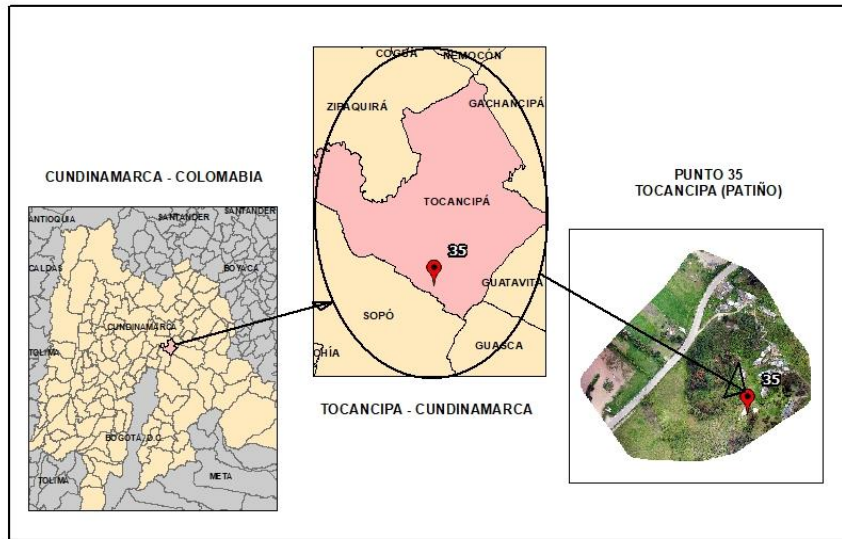 CUNDINAMARCA - COLOMBIA
ANTIOQUIA
SANTANDER
SANTANDER
CALDAS
BOYACA
CUNDINAMARCA
TOLIMA
BOGOTÁ, D.C.
META
TOLIMA
COGUA
NEMOCÓN
ZIPAQUIRÁ
GACHANCIPÁ
TOCANCIPÁ
35
GUATAVITA
SOPÓ
CHÍA
GUASCA
TOCANCIPA - CUNDINAMARCA
PUNTO 35
TOCANCIPA (PATIÑO)
35